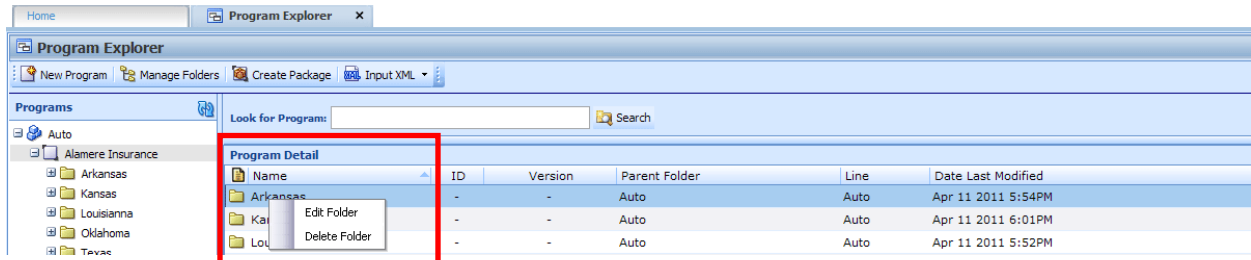 Home Program Explorer x
Program Explorer
New Program Manage Folders Create Package Input XML
Programs
Look for Program: Search
Auto
Alamere Insurance
Program Detail
Arkansas
Name ID Version Parent Folder Line Date Last Modified
Kansas
Arkansas - - Auto Auto Apr 11 2011 5:54PM
Louisianna
Edit Folder
Ka - - Auto Auto Apr 11 2011 6:01PM
Oklahoma
Delete Folder
Lou - - Auto Auto Apr 11 2011 5:52PM
Texas